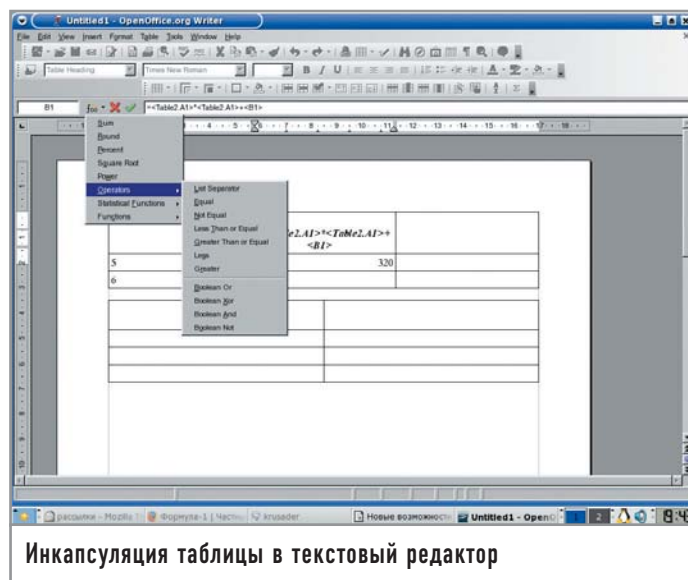 Untitled1 - OpenOffice.org Writer
File Edit View Insert Format Table Tools Window Help
Table Heading Times New Roman B I U
B1 =<Table2.A1>*<Table2.A1>+<B1>
Sum
Round
Percent
Square Root
Power
Operators
Statistical Functions
Functions
List Separator
Equal
Not Equal
Less Than or Equal
Greater Than or Equal
Less
Greater
Boolean Or
Boolean Xor
Boolean And
Boolean Not
le2.A1>*<Table2.A1>+
<B1>
5 320
6
рассылки - Mozilla Формула-1 | Частн krusader Новые возможност Untitled1 - OpenO 1 2
Инкапсуляция таблицы в текстовый редактор